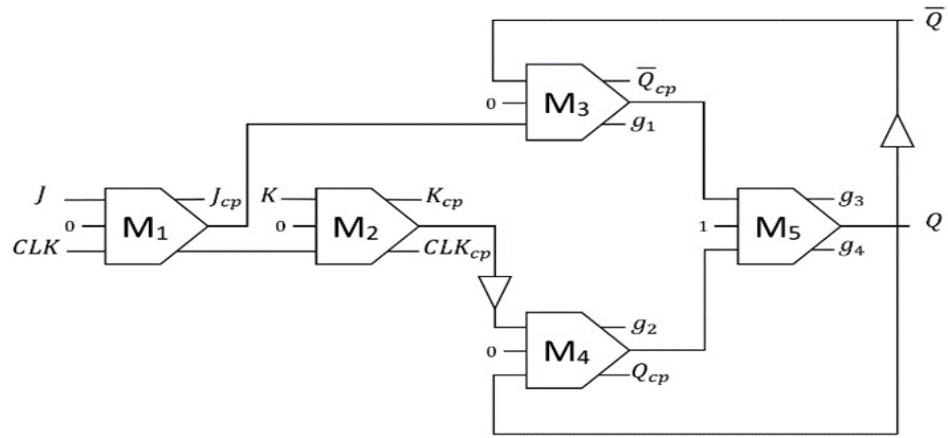 Q̅
Q̅cp
0
M3
g1
J
Jcp
K
Kcp
g3
0
M1
0
M2
1
M5
Q
CLK
CLKcp
g4
g2
0
M4
Qcp